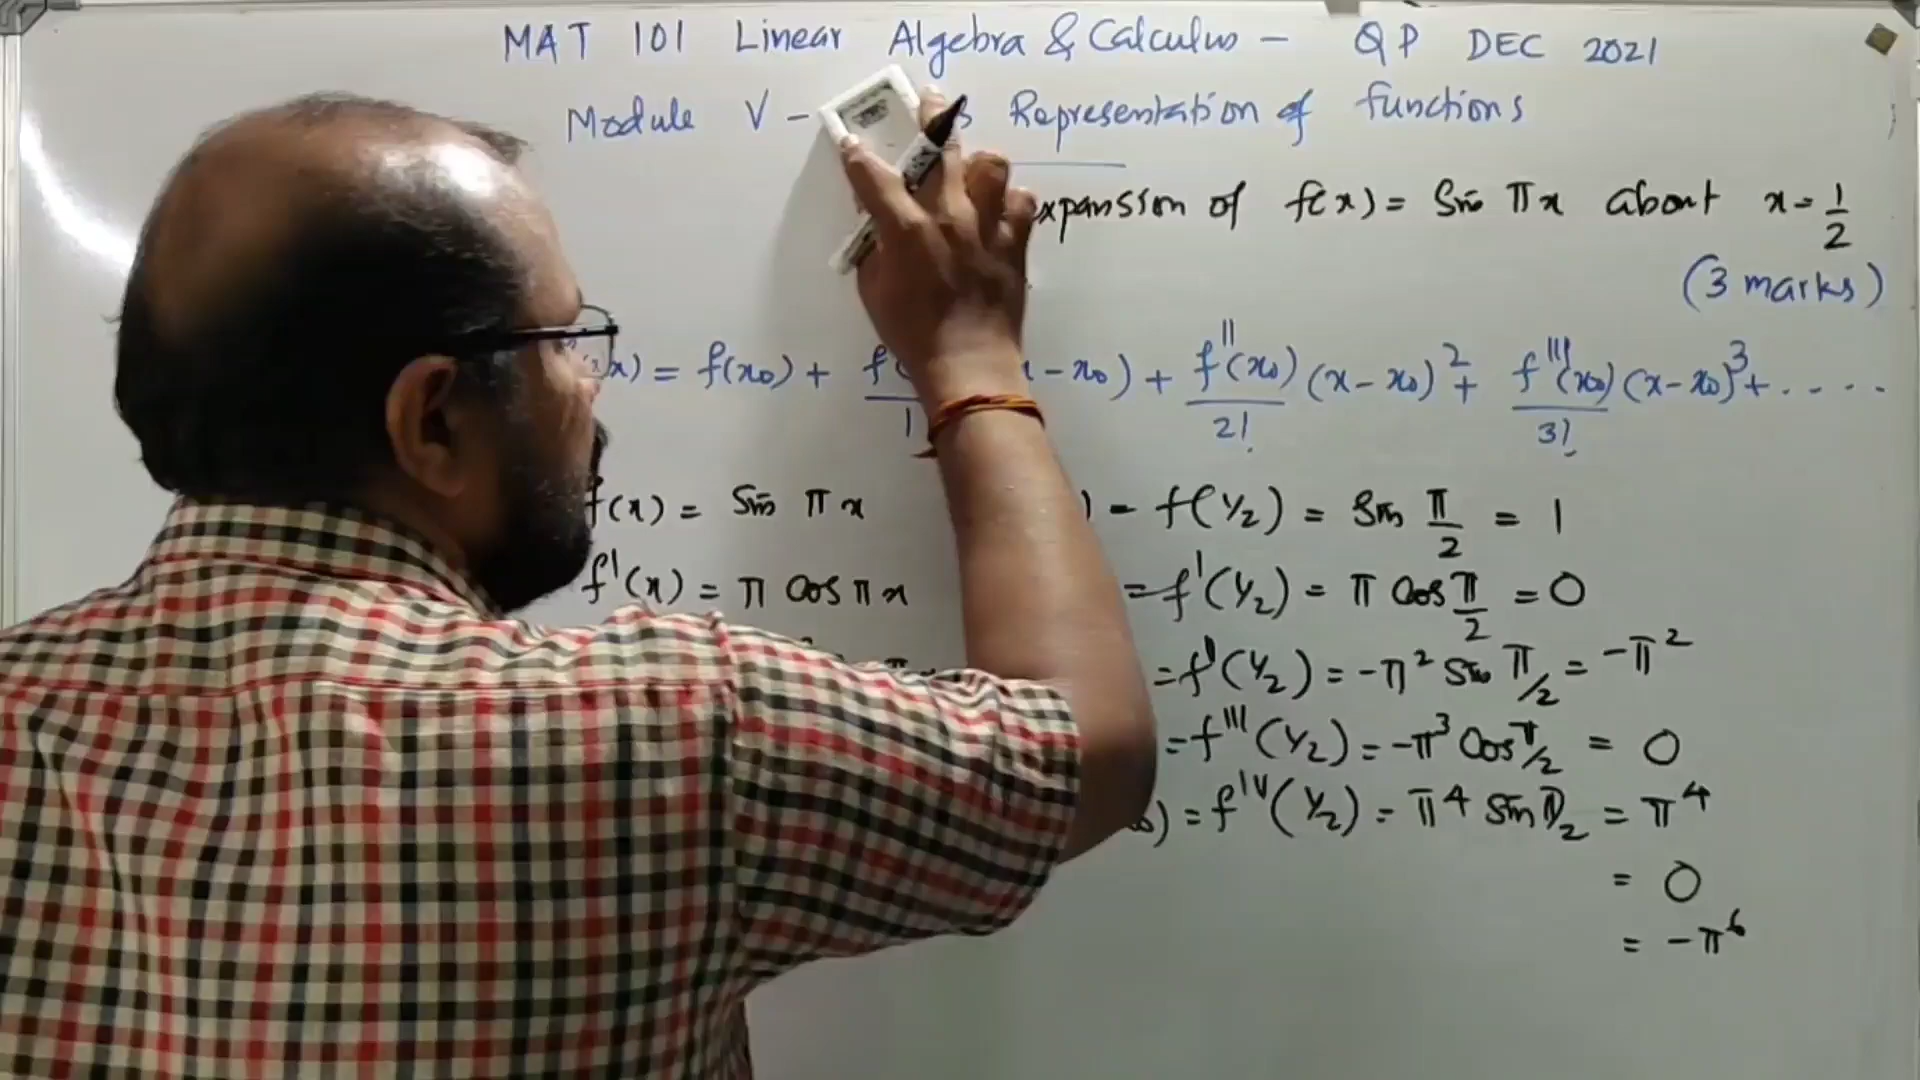 MAT 101 Linear Algebra & Calculus - QP DEC 2021
Module V - Representation of functions
expanssion of f(x) = Sin πx about x = 1/2
(3 marks)
= f(x₀) + (x - x₀) + f''(x₀)/2! (x - x₀)² + f'''(x₀)/3! (x - x₀)³ + ....
f(x) = Sin πx ) = f(1/2) = Sin π/2 = 1
f'(x) = π Cos πx = f'(1/2) = π Cos π/2 = 0
= f''(1/2) = -π² Sin π/2 = -π²
= f'''(1/2) = -π³ Cos π/2 = 0
) = f^IV(1/2) = π⁴ Sin π/2 = π⁴
= 0
= -π⁶